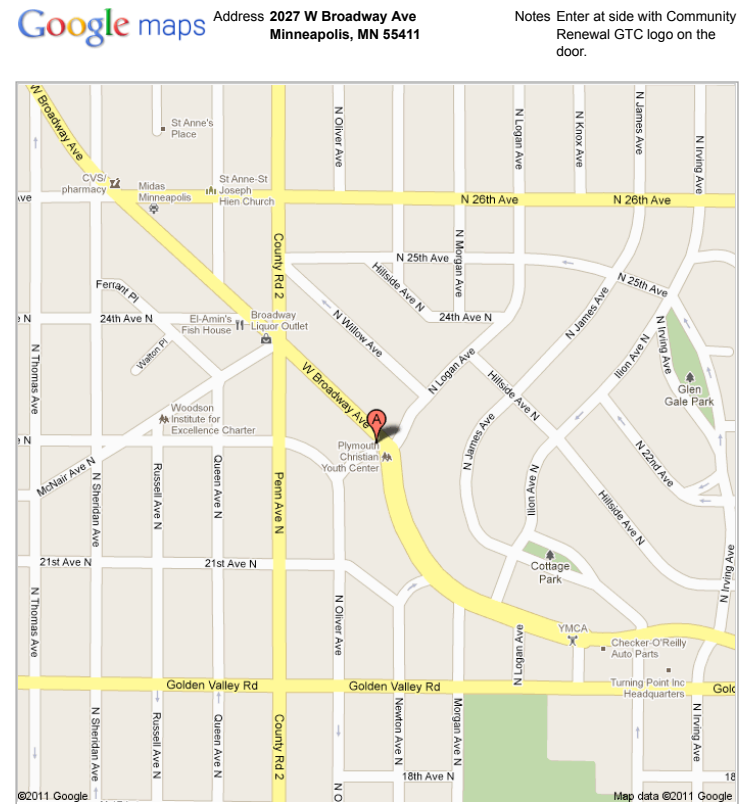 Google maps
Address 2027 W Broadway Ave
Minneapolis, MN 55411
Notes Enter at side with Community
Renewal GTC logo on the
door.
W Broadway Ave
St Anne's
Place
N Oliver Ave
N Logan Ave
N Knox Ave
N James Ave
N Irving Ave
CVS/
pharmacy
Midas
Minneapolis
St Anne-St
Joseph
Hien Church
ve
N 26th Ave
N 26th Ave
County Rd 2
N Morgan Ave
N 25th Ave
Hillside Ave N
N 25th Ave
Ferrant Pl
e N
24th Ave N
El-Amin's
Fish House
Broadway
Liquor Outlet
24th Ave N
N James Ave
N Willow Ave
N Irving Ave
Ilion Ave N
Walton Pl
N Thomas Ave
W Broadway Ave
N Logan Ave
Hillside Ave N
Glen
Gale Park
Woodson
Institute for
Excellence Charter
A
e N
Plymouth
Christian
Youth Center
N James Ave
N 22nd Ave
McNair Ave N
N Sheridan Ave
Russell Ave N
Queen Ave N
Penn Ave N
Ilion Ave N
Hillside Ave N
21st Ave N
21st Ave N
Cottage
Park
N Irving Ave
N Thomas Ave
N Oliver Ave
N Logan Ave
YMCA
Checker-O'Reilly
Auto Parts
Turning Point Inc
Headquarters
Golden Valley Rd
Golden Valley Rd
Gold
N Sheridan Ave
Russell Ave N
Queen Ave N
County Rd 2
Newton Ave N
Morgan Ave N
N Irving Ave
18th Ave N
18
N O
©2011 Google
Map data ©2011 Google